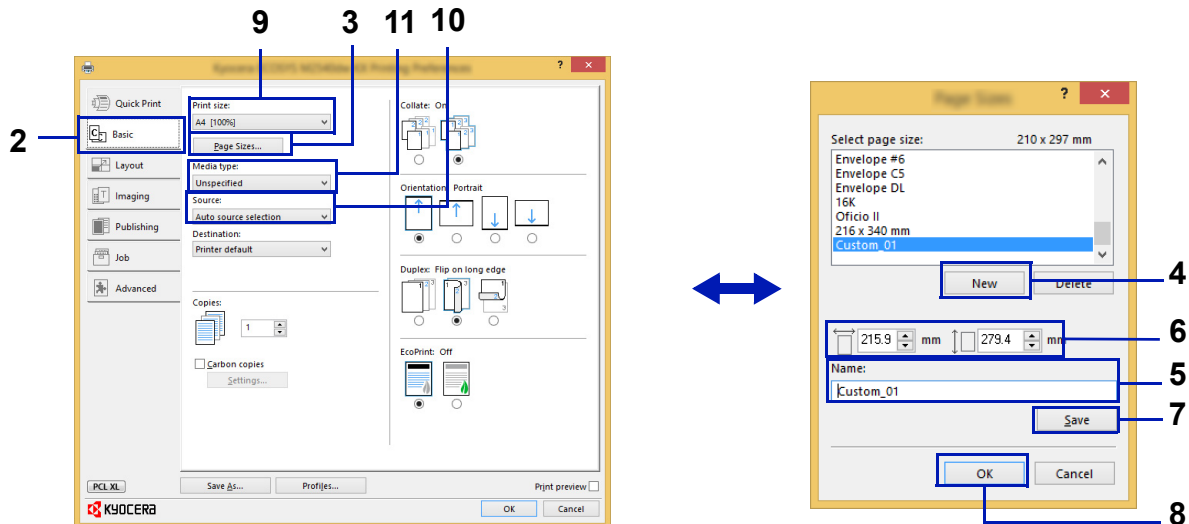 9 3 11 10
? ×
Quick Print
Basic
Layout
Imaging
Publishing
Job
Advanced
2
Print size:
A4 [100%]
Page Sizes...
Media type:
Unspecified
Source:
Auto source selection
Destination:
Printer default
Copies:
1
Carbon copies
Settings...
Collate: On
Orientation: Portrait
Duplex: Flip on long edge
EcoPrint: Off
PCL XL
Save As...
Profiles...
Print preview
KYOCERA
OK
Cancel
Page Sizes
? ×
Select page size: 210 x 297 mm
Envelope #6
Envelope C5
Envelope DL
16K
Oficio II
216 x 340 mm
Custom_01
New
Delete
4
215.9 mm 279.4 mm
6
Name:
Custom_01
5
Save
7
OK
Cancel
8